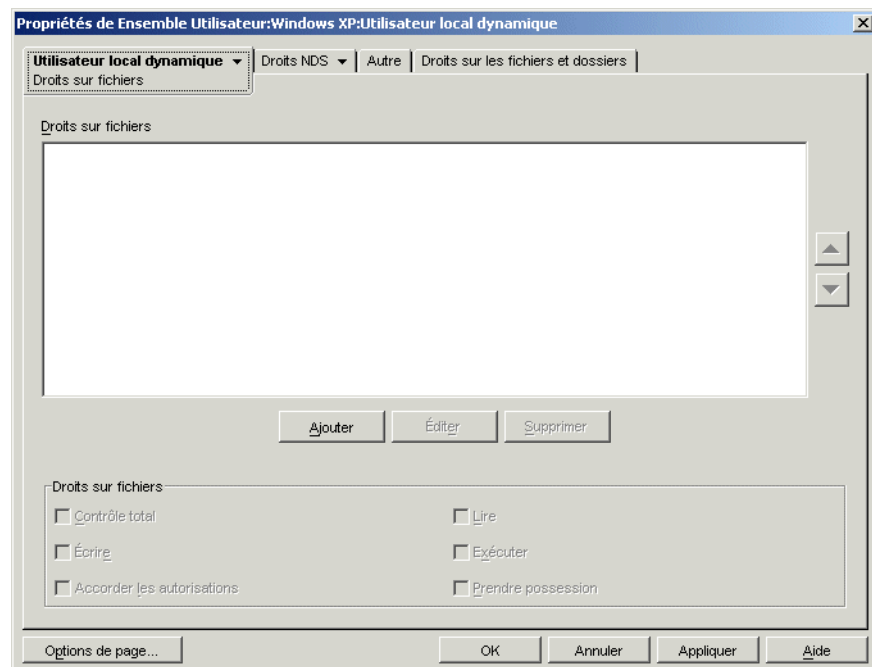 Propriétés de Ensemble Utilisateur:Windows XP:Utilisateur local dynamique
Utilisateur local dynamique Droits NDS Autre Droits sur les fichiers et dossiers
Droits sur fichiers
Droits sur fichiers
Ajouter Éditer Supprimer
Droits sur fichiers
Contrôle total Lire
Écrire Exécuter
Accorder les autorisations Prendre possession
Options de page... OK Annuler Appliquer Aide